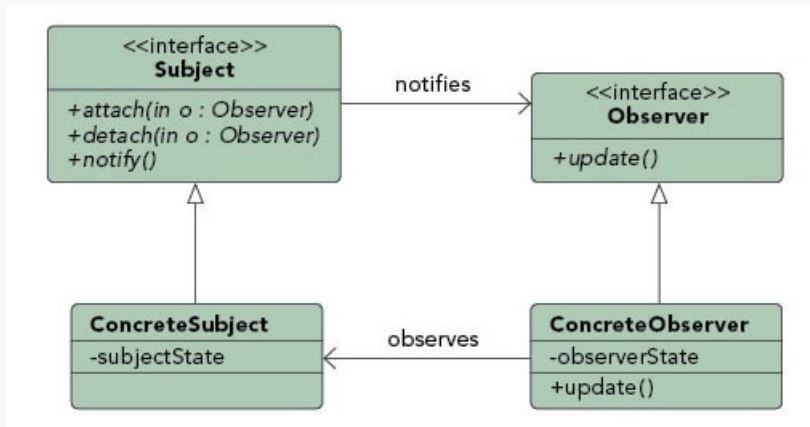 <<interface>>
Subject
+attach(in o : Observer)
+detach(in o : Observer)
+notify()
notifies
<<interface>>
Observer
+update()
ConcreteSubject
-subjectState
observes
ConcreteObserver
-observerState
+update()